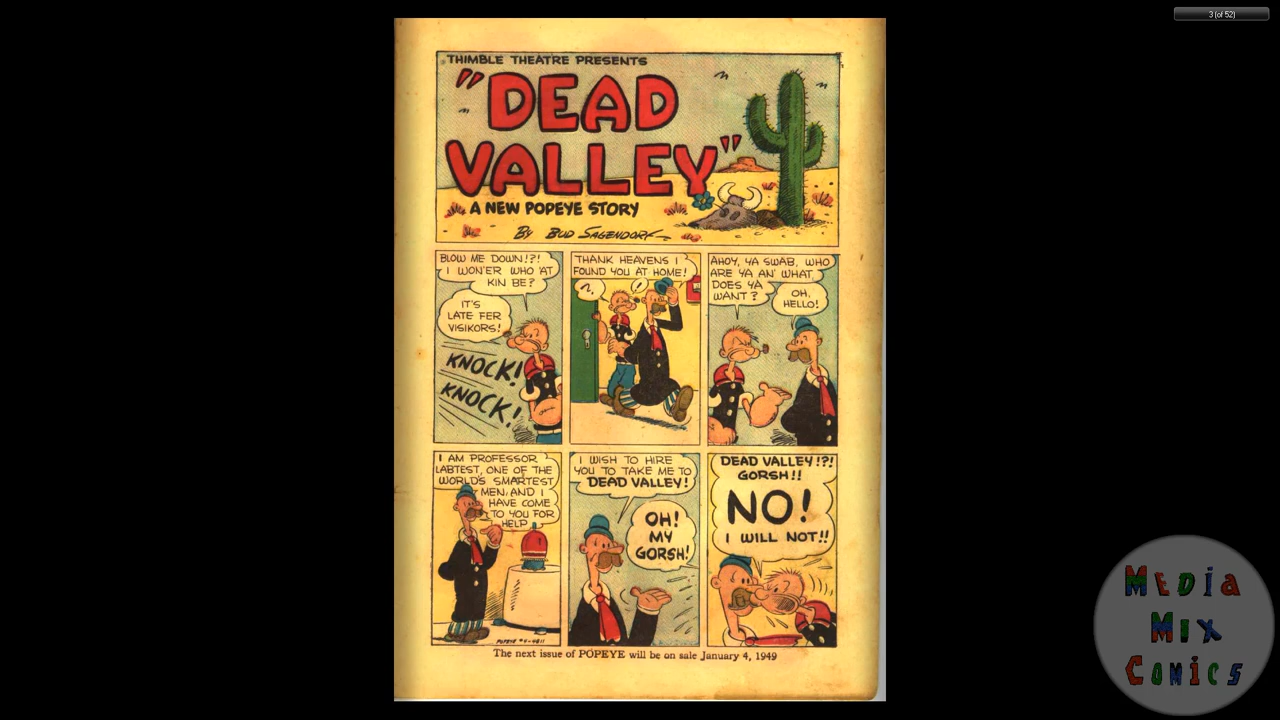 3 (of 52)
THIMBLE THEATRE PRESENTS
"DEAD
VALLEY"
A NEW POPEYE STORY
BY BUD SAGENDORF
BLOW ME DOWN!?!
I WON'ER WHO 'AT
KIN BE?
IT'S
LATE FER
VISIKORS!
KNOCK!
KNOCK!
THANK HEAVENS I
FOUND YOU AT HOME!
?
!
AHOY, YA SWAB, WHO
ARE YA AN' WHAT
DOES YA
WANT?
OH,
HELLO!
I AM PROFESSOR
LABTEST, ONE OF THE
WORLD'S SMARTEST
MEN, AND I
HAVE COME
TO YOU FOR
HELP
POPEYE #6-4811
I WISH TO HIRE
YOU TO TAKE ME TO
DEAD VALLEY!
OH!
MY
GORSH!
DEAD VALLEY!?!
GORSH!!
NO!
I WILL NOT!!
The next issue of POPEYE will be on sale January 4, 1949
MEDIA
MIX
COMICS